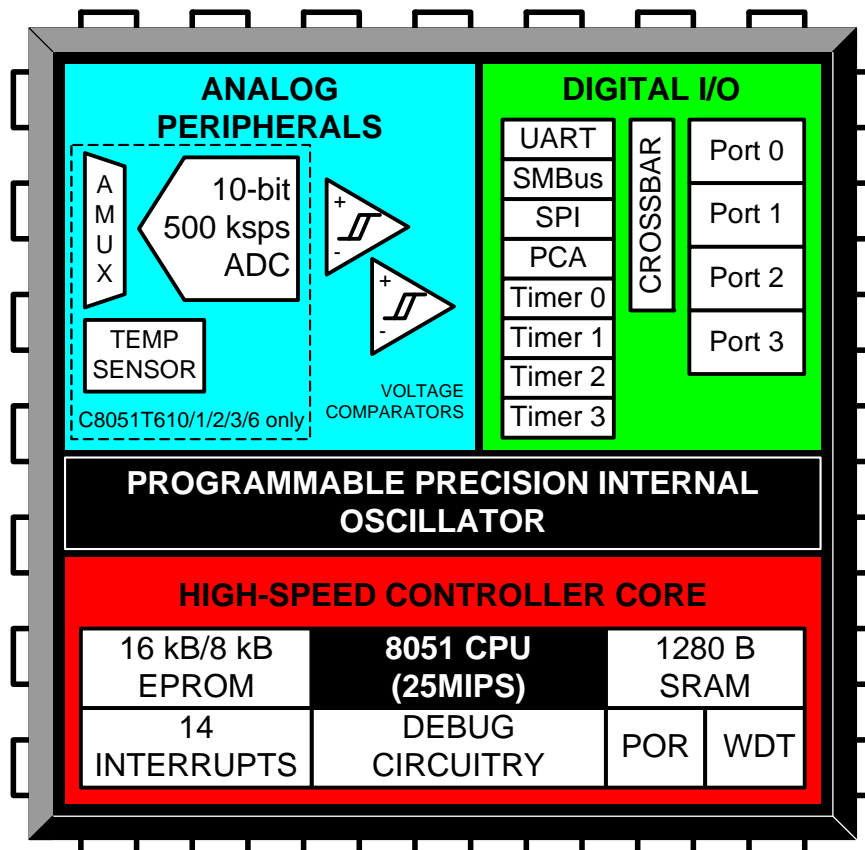 ANALOG
PERIPHERALS
A
M
U
X
10-bit
500 ksps
ADC
+
-
+
-
TEMP
SENSOR
VOLTAGE
COMPARATORS
C8051T610/1/2/3/6 only
DIGITAL I/O
UART
SMBus
SPI
PCA
Timer 0
Timer 1
Timer 2
Timer 3
CROSSBAR
Port 0
Port 1
Port 2
Port 3
PROGRAMMABLE PRECISION INTERNAL
OSCILLATOR
HIGH-SPEED CONTROLLER CORE
16 kB/8 kB
EPROM
8051 CPU
(25MIPS)
1280 B
SRAM
14
INTERRUPTS
DEBUG
CIRCUITRY
POR
WDT